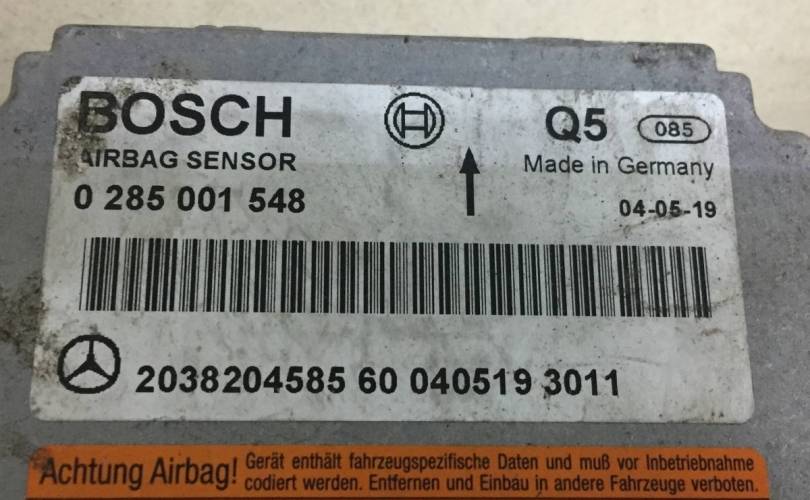 BOSCH Q5 085
AIRBAG SENSOR Made in Germany
0 285 001 548 04-05-19
2038204585 60 040519 3011
Achtung Airbag! Gerät enthält fahrzeugspezifische Daten und muß vor Inbetriebnahme
codiert werden. Entfernen und Einbau in andere Fahrzeuge verboten.